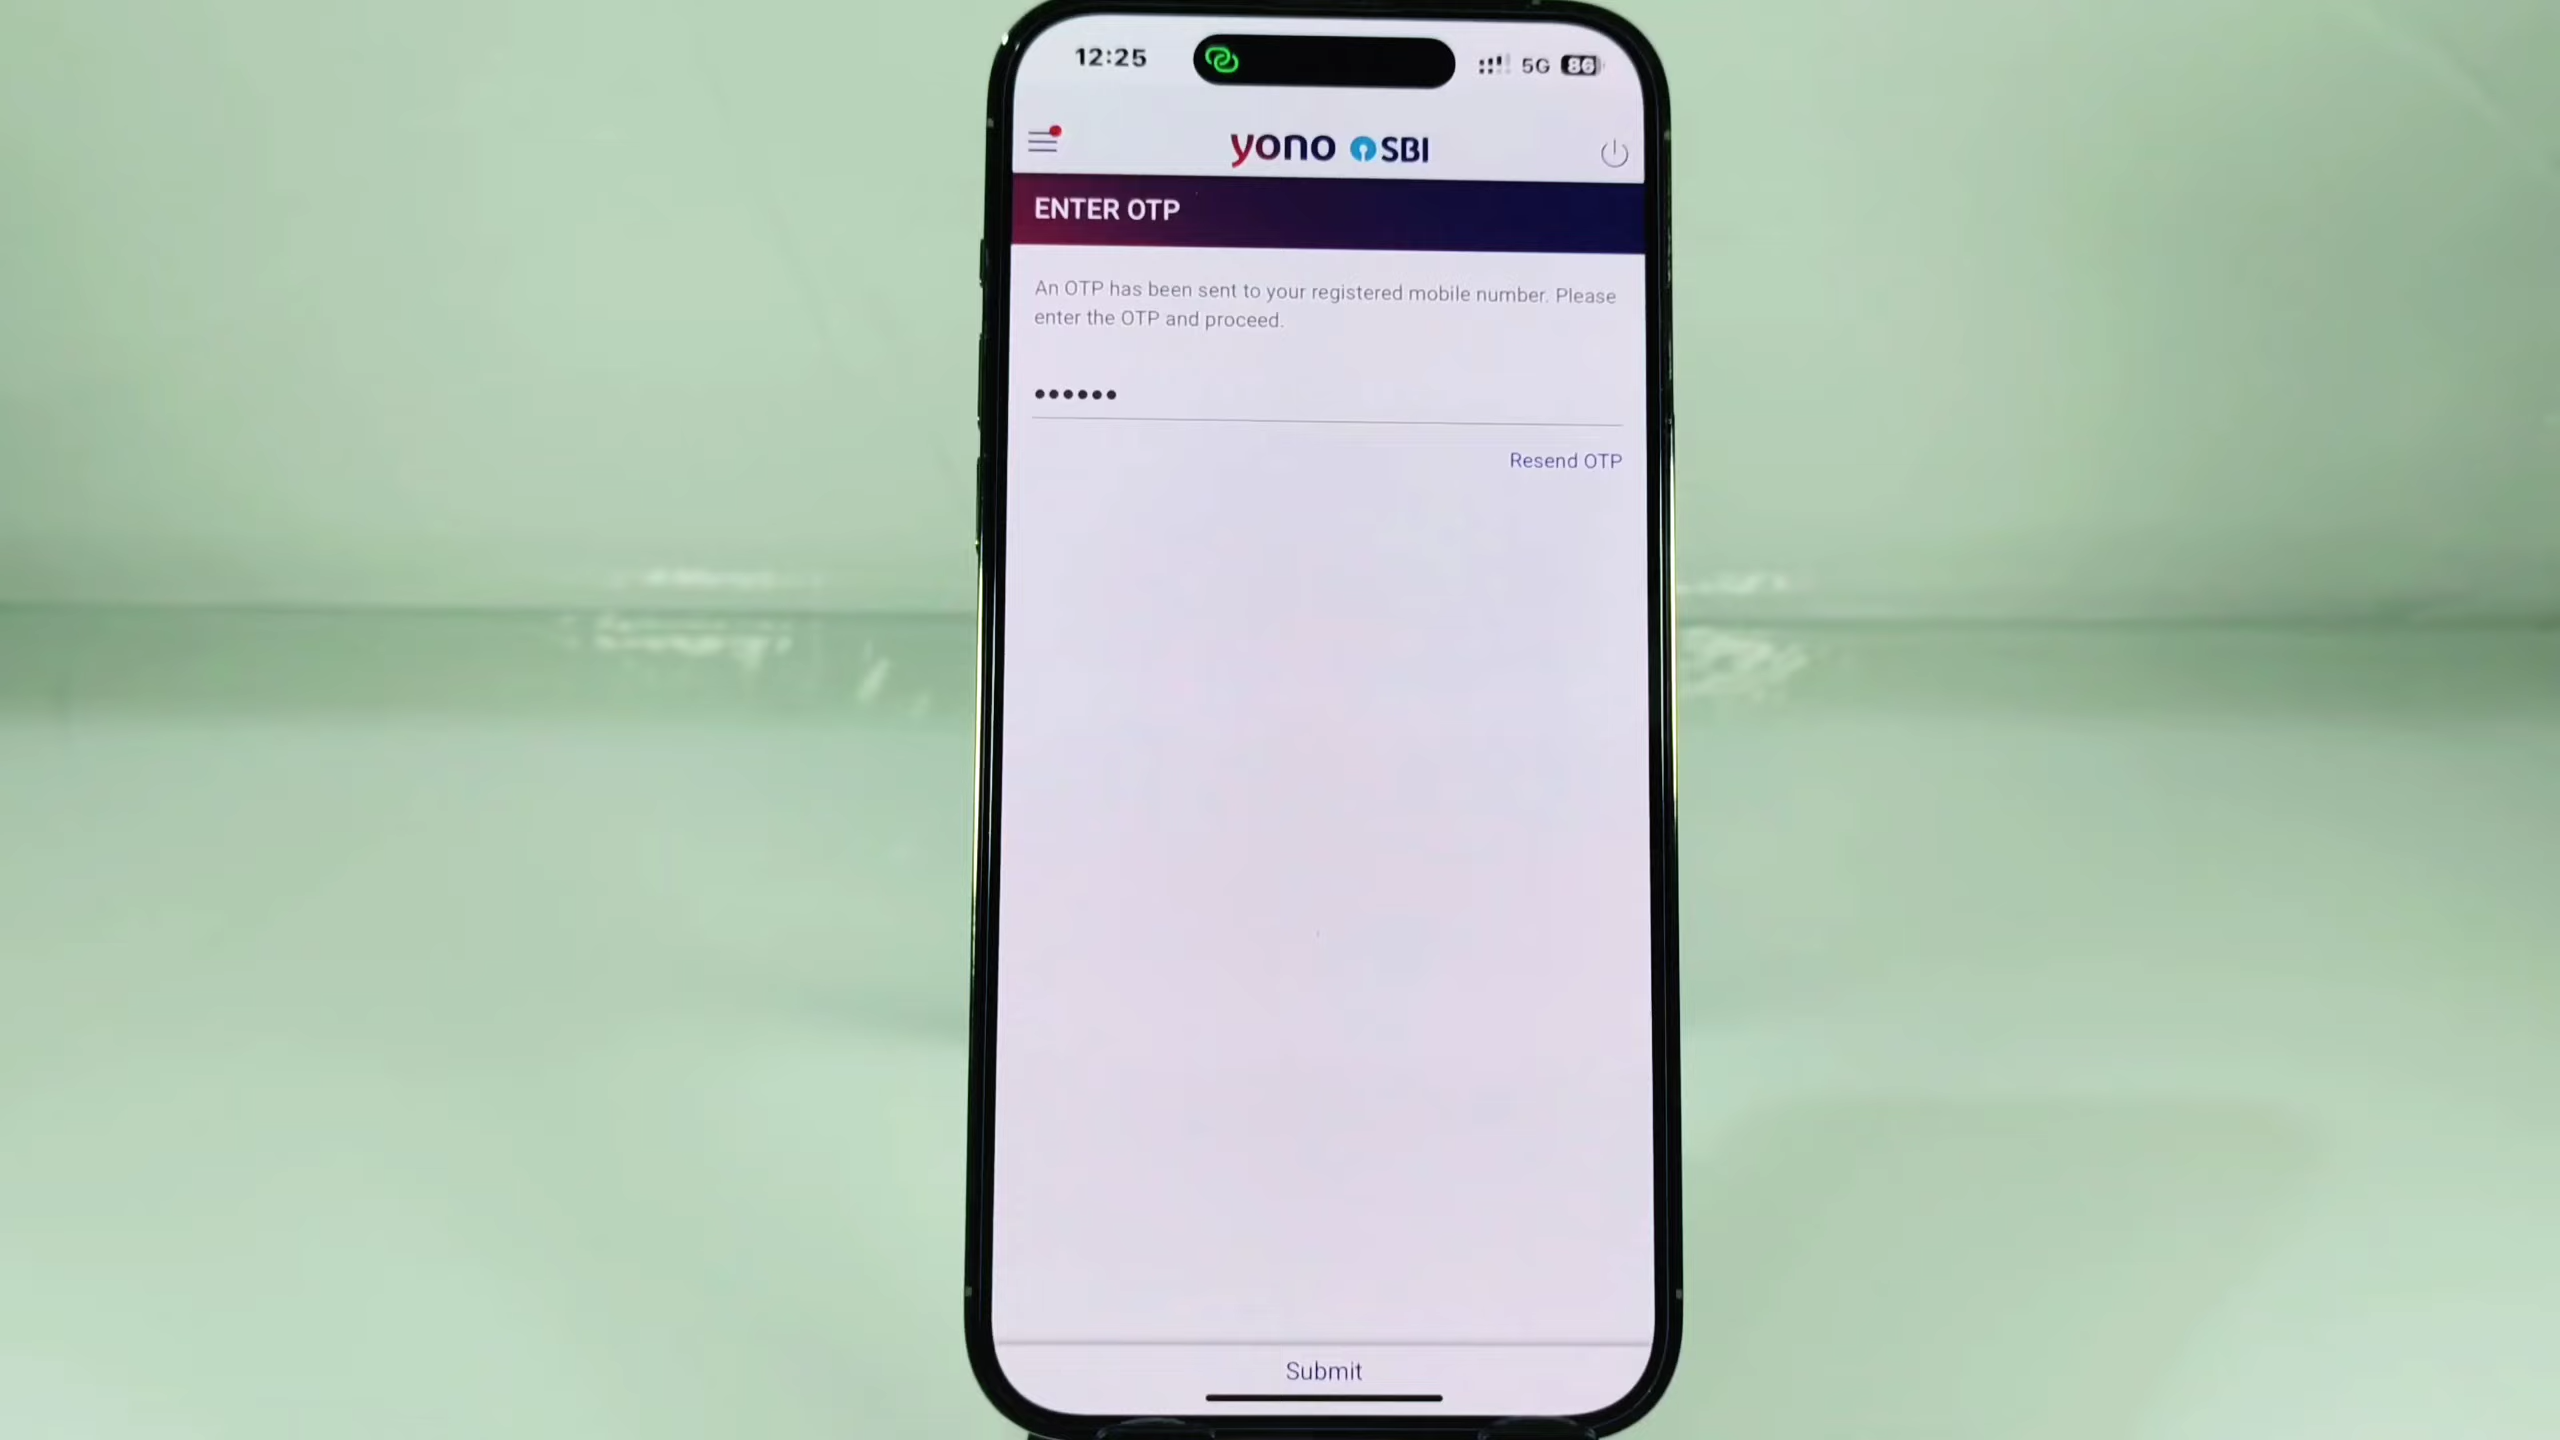 12:25
5G 86
yono SBI
ENTER OTP
An OTP has been sent to your registered mobile number. Please
enter the OTP and proceed.
••••••
Resend OTP
Submit